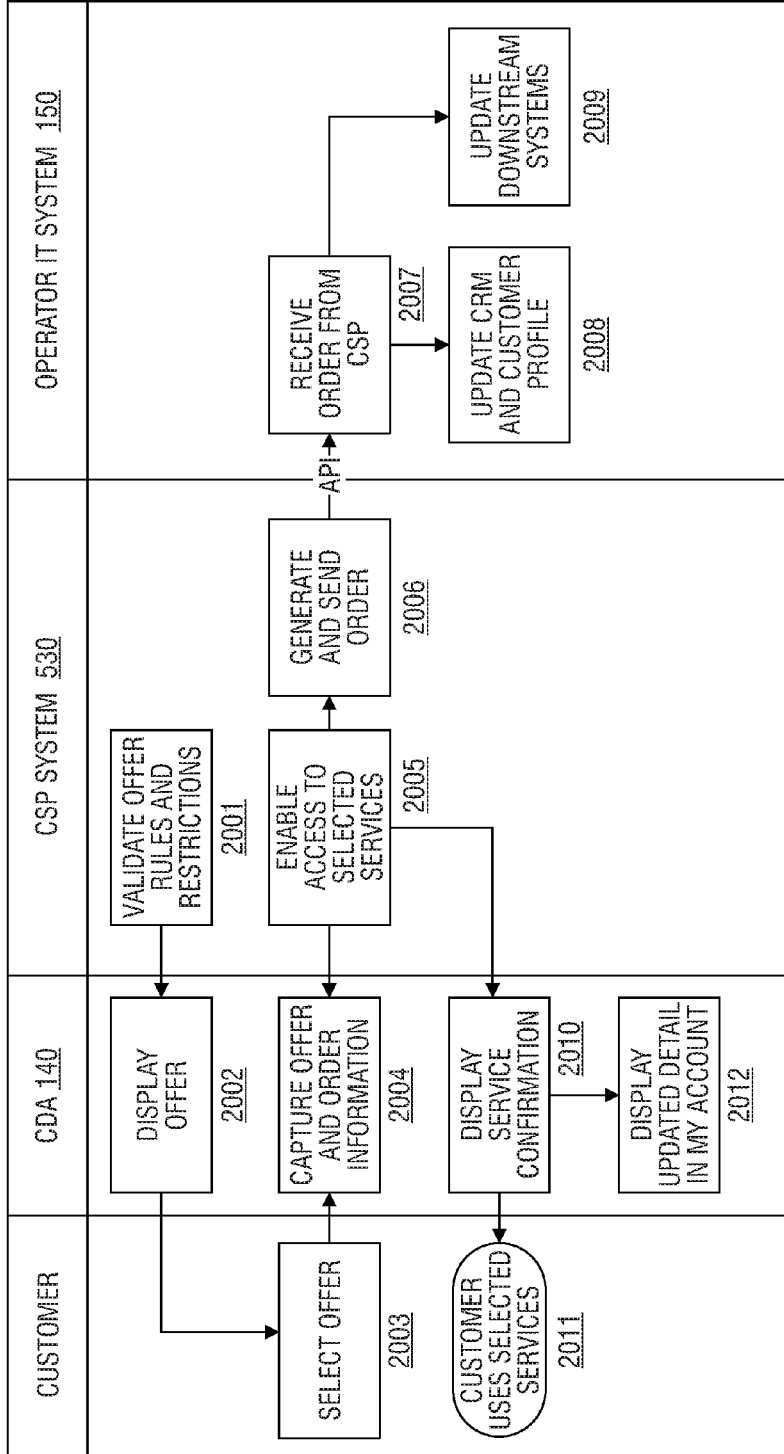 CUSTOMER
CDA 140
CSP SYSTEM 530
OPERATOR IT SYSTEM 150
VALIDATE OFFER
RULES AND
RESTRICTIONS
2001
DISPLAY
OFFER
2002
SELECT OFFER
2003
CAPTURE OFFER
AND ORDER
INFORMATION
2004
ENABLE
ACCESS TO
SELECTED
SERVICES
2005
GENERATE
AND SEND
ORDER
2006
API
RECEIVE
ORDER FROM
CSP
2007
UPDATE CRM
AND CUSTOMER
PROFILE
2008
UPDATE
DOWNSTREAM
SYSTEMS
2009
DISPLAY
SERVICE
CONFIRMATION
2010
CUSTOMER
USES SELECTED
SERVICES
2011
DISPLAY
UPDATED DETAIL
IN MY ACCOUNT
2012